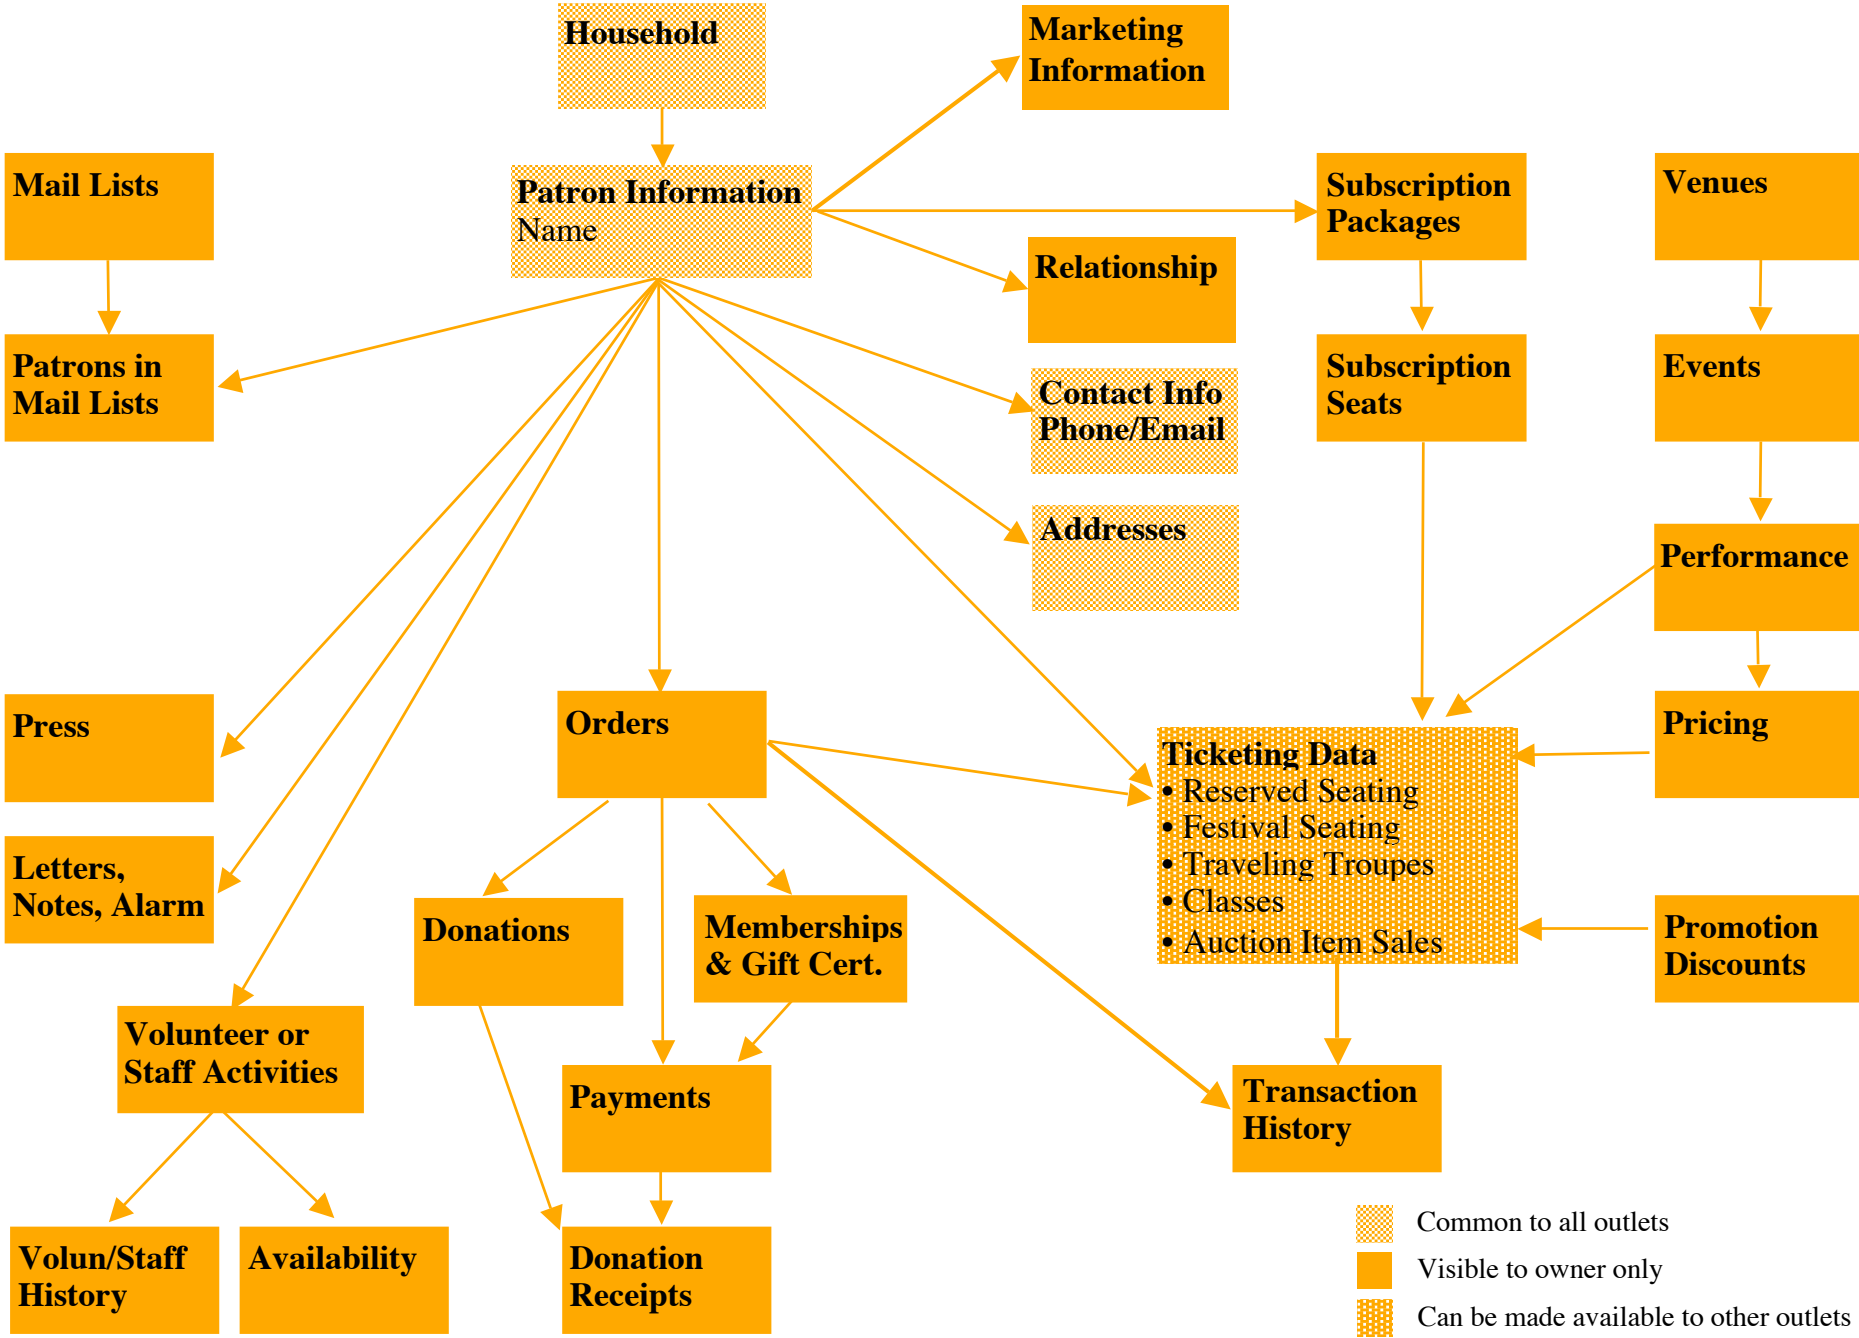 Household
Marketing
Information
Mail Lists
Patron Information
Name
Subscription
Packages
Venues
Relationship
Patrons in
Mail Lists
Contact Info
Phone/Email
Subscription
Seats
Events
Addresses
Performance
Press
Orders
Ticketing Data
• Reserved Seating
• Festival Seating
• Traveling Troupes
• Classes
• Auction Item Sales
Pricing
Letters,
Notes, Alarm
Donations
Memberships
& Gift Cert.
Promotion
Discounts
Volunteer or
Staff Activities
Payments
Transaction
History
Volun/Staff
History
Availability
Donation
Receipts
Common to all outlets
Visible to owner only
Can be made available to other outlets